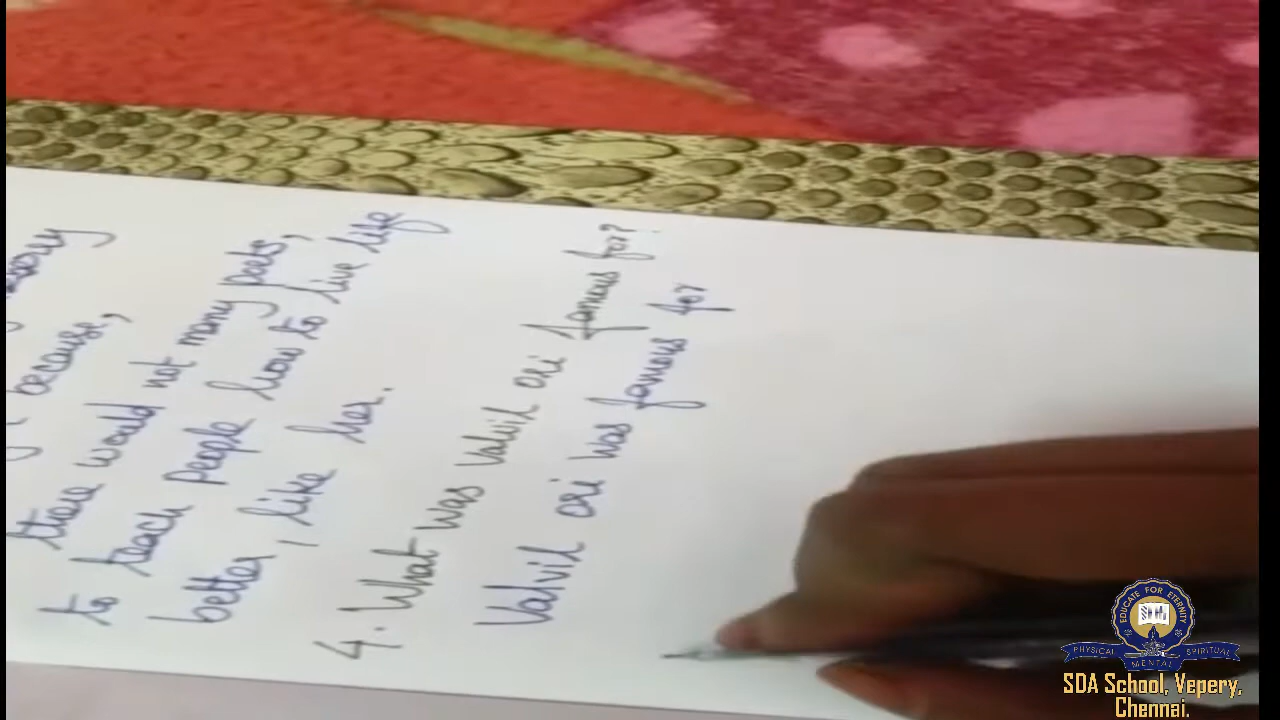 because,
there would not many poets,
to teach people how to live life
better, like her.
4. What was Valvil ori famous for?
Valvil ori was famous for
EDUCATE FOR ETERNITY
PHYSICAL MENTAL SPIRITUAL
SDA School, Vepery,
Chennai.